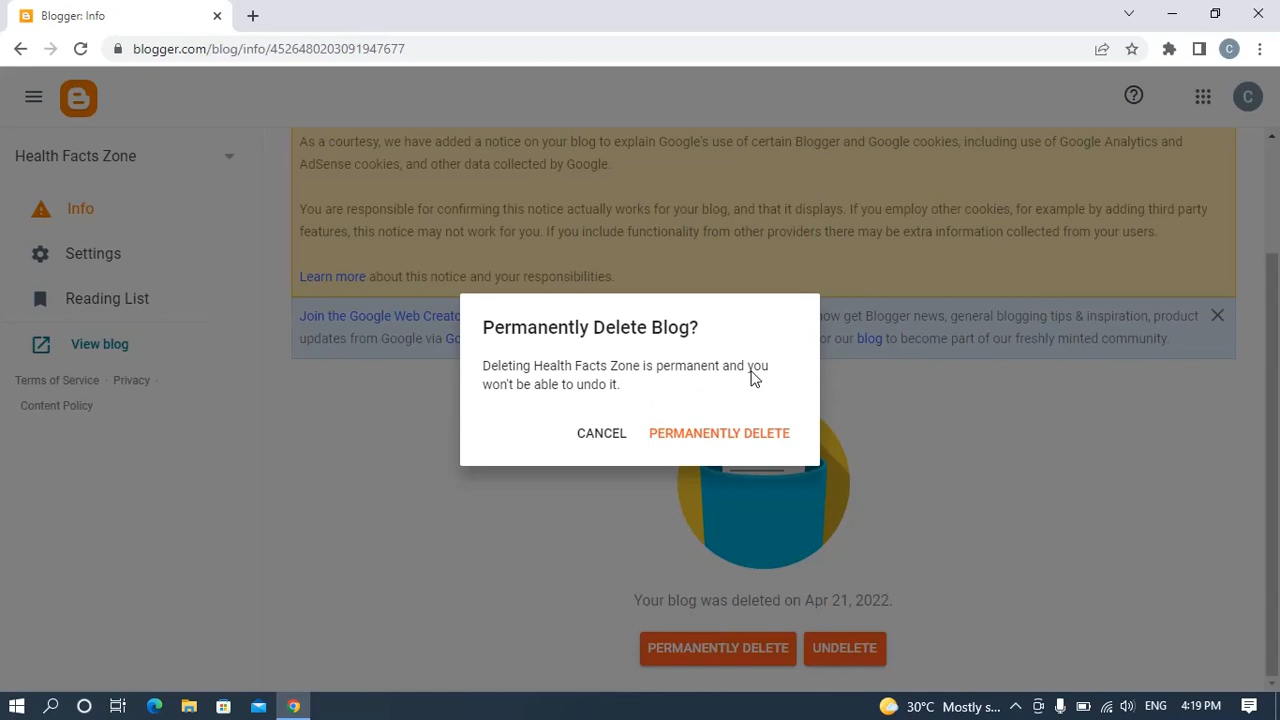 Blogger: Info
blogger.com/blog/info/4526480203091947677
C
C
Health Facts Zone
As a courtesy, we have added a notice on your blog to explain Google's use of certain Blogger and Google cookies, including use of Google Analytics and
AdSense cookies, and other data collected by Google.
Info
You are responsible for confirming this notice actually works for your blog, and that it displays. If you employ other cookies, for example by adding third party
features, this notice may not work for you. If you include functionality from other providers there may be extra information collected from your users.
Settings
Learn more about this notice and your responsibilities.
Reading List
Join the Google Web Creato
now get Blogger news, general blogging tips & inspiration, product
updates from Google via Go
r our blog to become part of our freshly minted community.
View blog
Terms of Service · Privacy ·
Content Policy
Permanently Delete Blog?
Deleting Health Facts Zone is permanent and you
won't be able to undo it.
CANCEL PERMANENTLY DELETE
Your blog was deleted on Apr 21, 2022.
PERMANENTLY DELETE UNDELETE
30°C Mostly s... ENG 4:19 PM